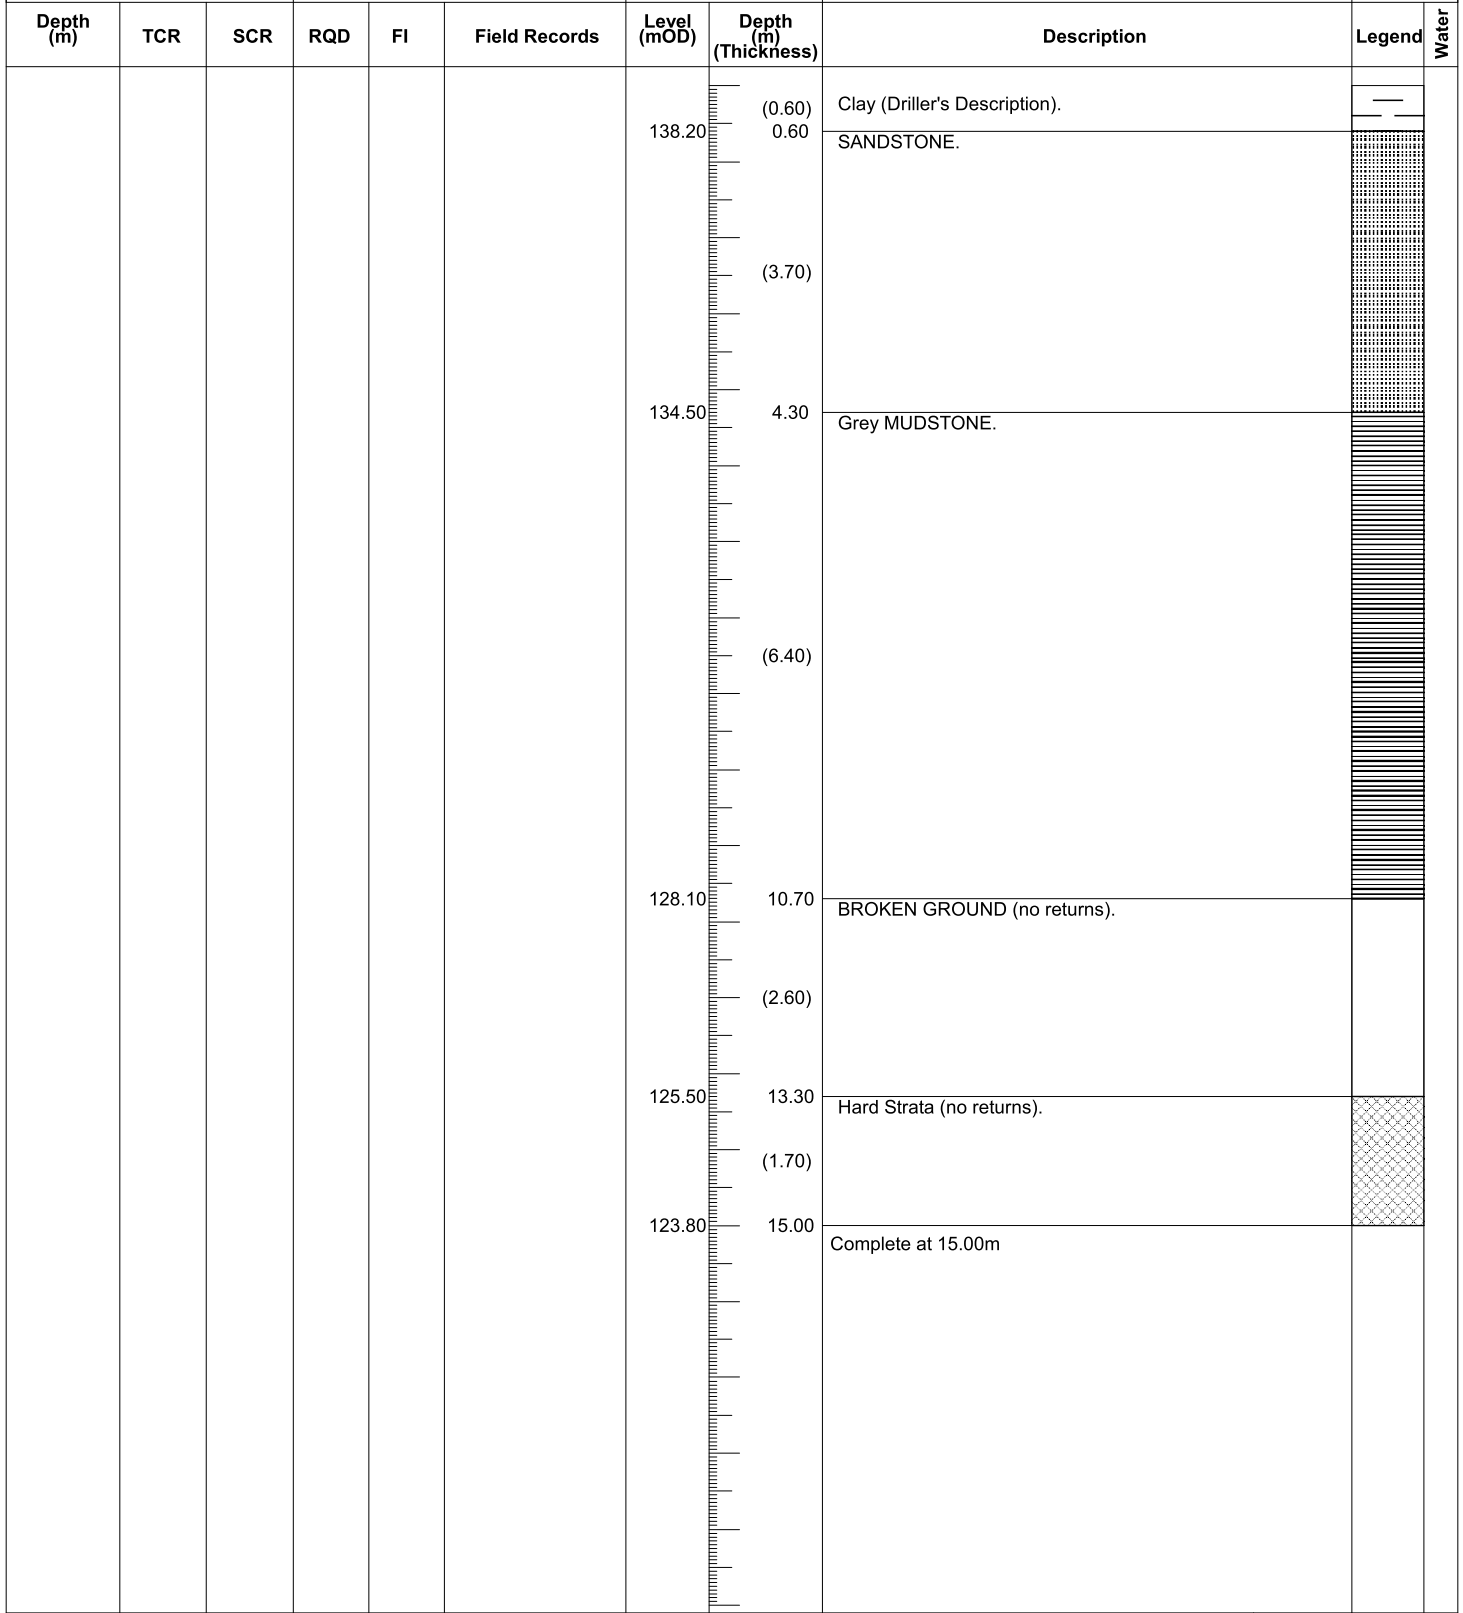 Depth
(m)
TCR
SCR
RQD
FI
Field Records
Level
(mOD)
Depth
(m)
(Thickness)
Description
Legend
Water
(0.60)
Clay (Driller's Description).
138.20
0.60
SANDSTONE.
(3.70)
134.50
4.30
Grey MUDSTONE.
(6.40)
128.10
10.70
BROKEN GROUND (no returns).
(2.60)
125.50
13.30
Hard Strata (no returns).
(1.70)
123.80
15.00
Complete at 15.00m